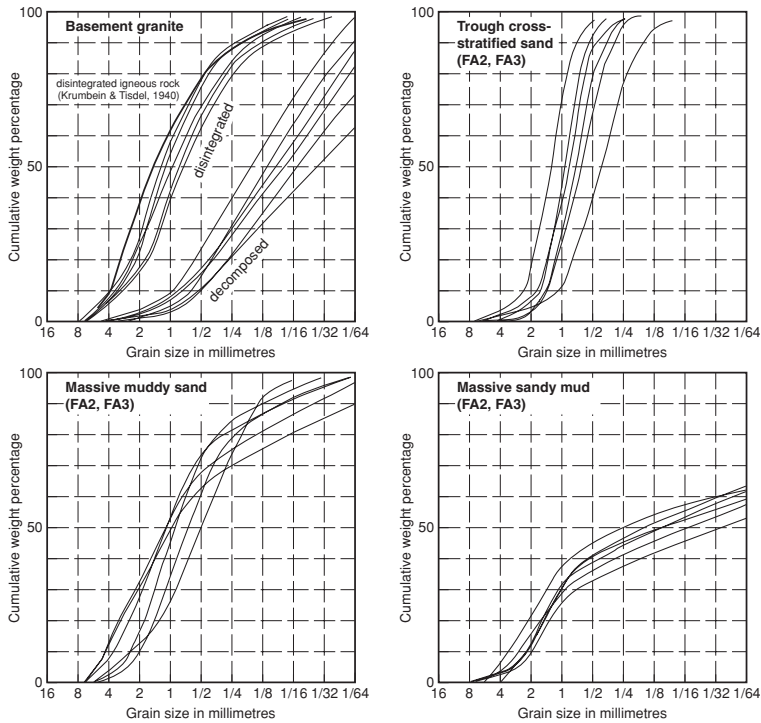 Basement granite
disintegrated igneous rock
(Krumbein & Tisdel, 1940)
disintegrated
decomposed
Cumulative weight percentage
100
50
0
16 8 4 2 1 1/2 1/4 1/8 1/16 1/32 1/64
Grain size in millimetres
Trough cross-
stratified sand
(FA2, FA3)
Cumulative weight percentage
100
50
0
16 8 4 2 1 1/2 1/4 1/8 1/16 1/32 1/64
Grain size in millimetres
Massive muddy sand
(FA2, FA3)
Cumulative weight percentage
100
50
0
16 8 4 2 1 1/2 1/4 1/8 1/16 1/32 1/64
Grain size in millimetres
Massive sandy mud
(FA2, FA3)
Cumulative weight percentage
100
50
0
16 8 4 2 1 1/2 1/4 1/8 1/16 1/32 1/64
Grain size in millimetres